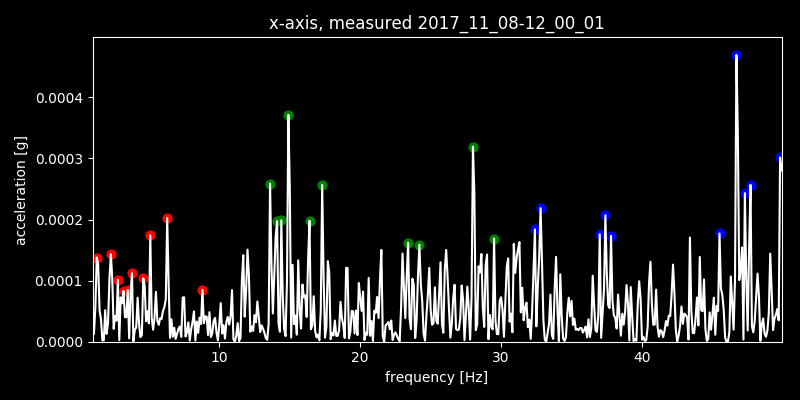 x-axis, measured 2017_11_08-12_00_01
acceleration [g]
0.0004
0.0003
0.0002
0.0001
0.0000
10 20 30 40
frequency [Hz]